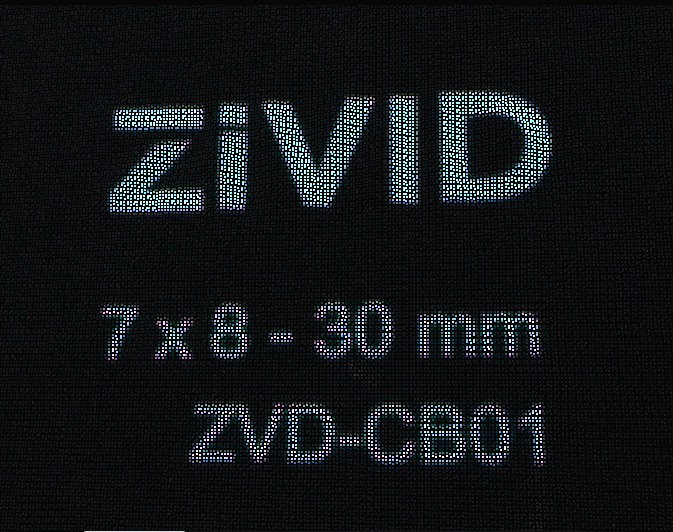 ZiVID
7 x 8 - 30 mm
ZVD-CB01